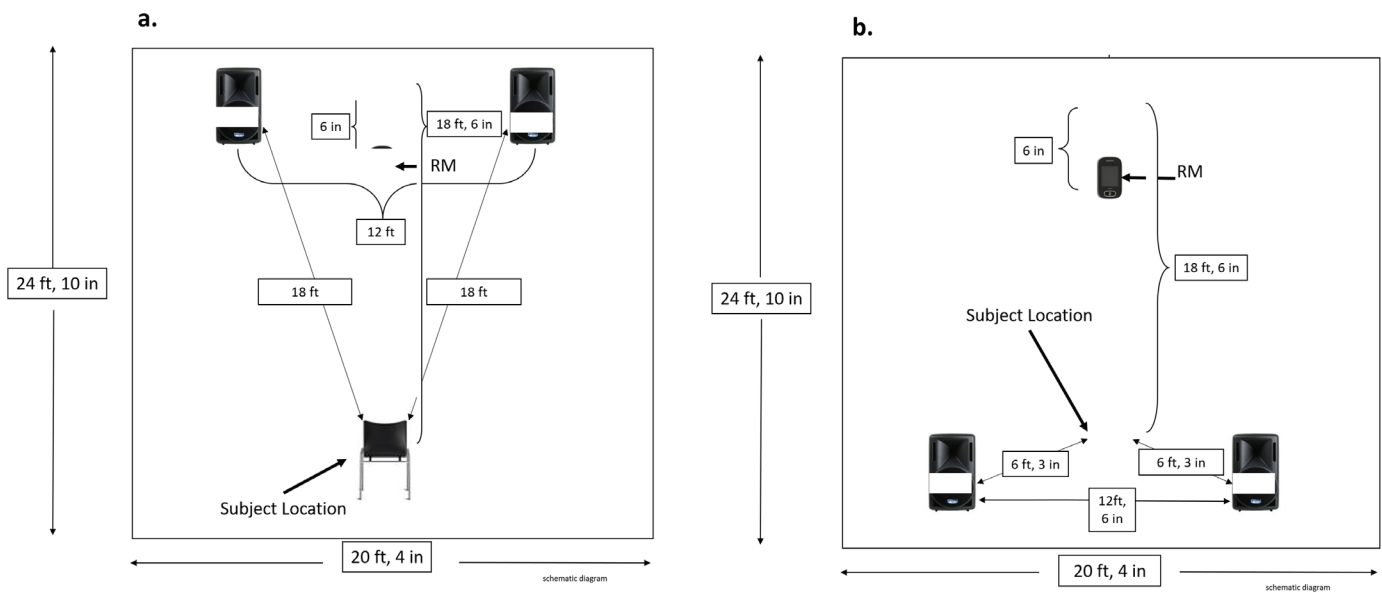 a.
6 in
18 ft, 6 in
RM
12 ft
24 ft, 10 in
18 ft
18 ft
Subject Location
20 ft, 4 in
schematic diagram
b.
6 in
RM
18 ft, 6 in
24 ft, 10 in
Subject Location
6 ft, 3 in
6 ft, 3 in
12ft,
6 in
20 ft, 4 in
schematic diagram